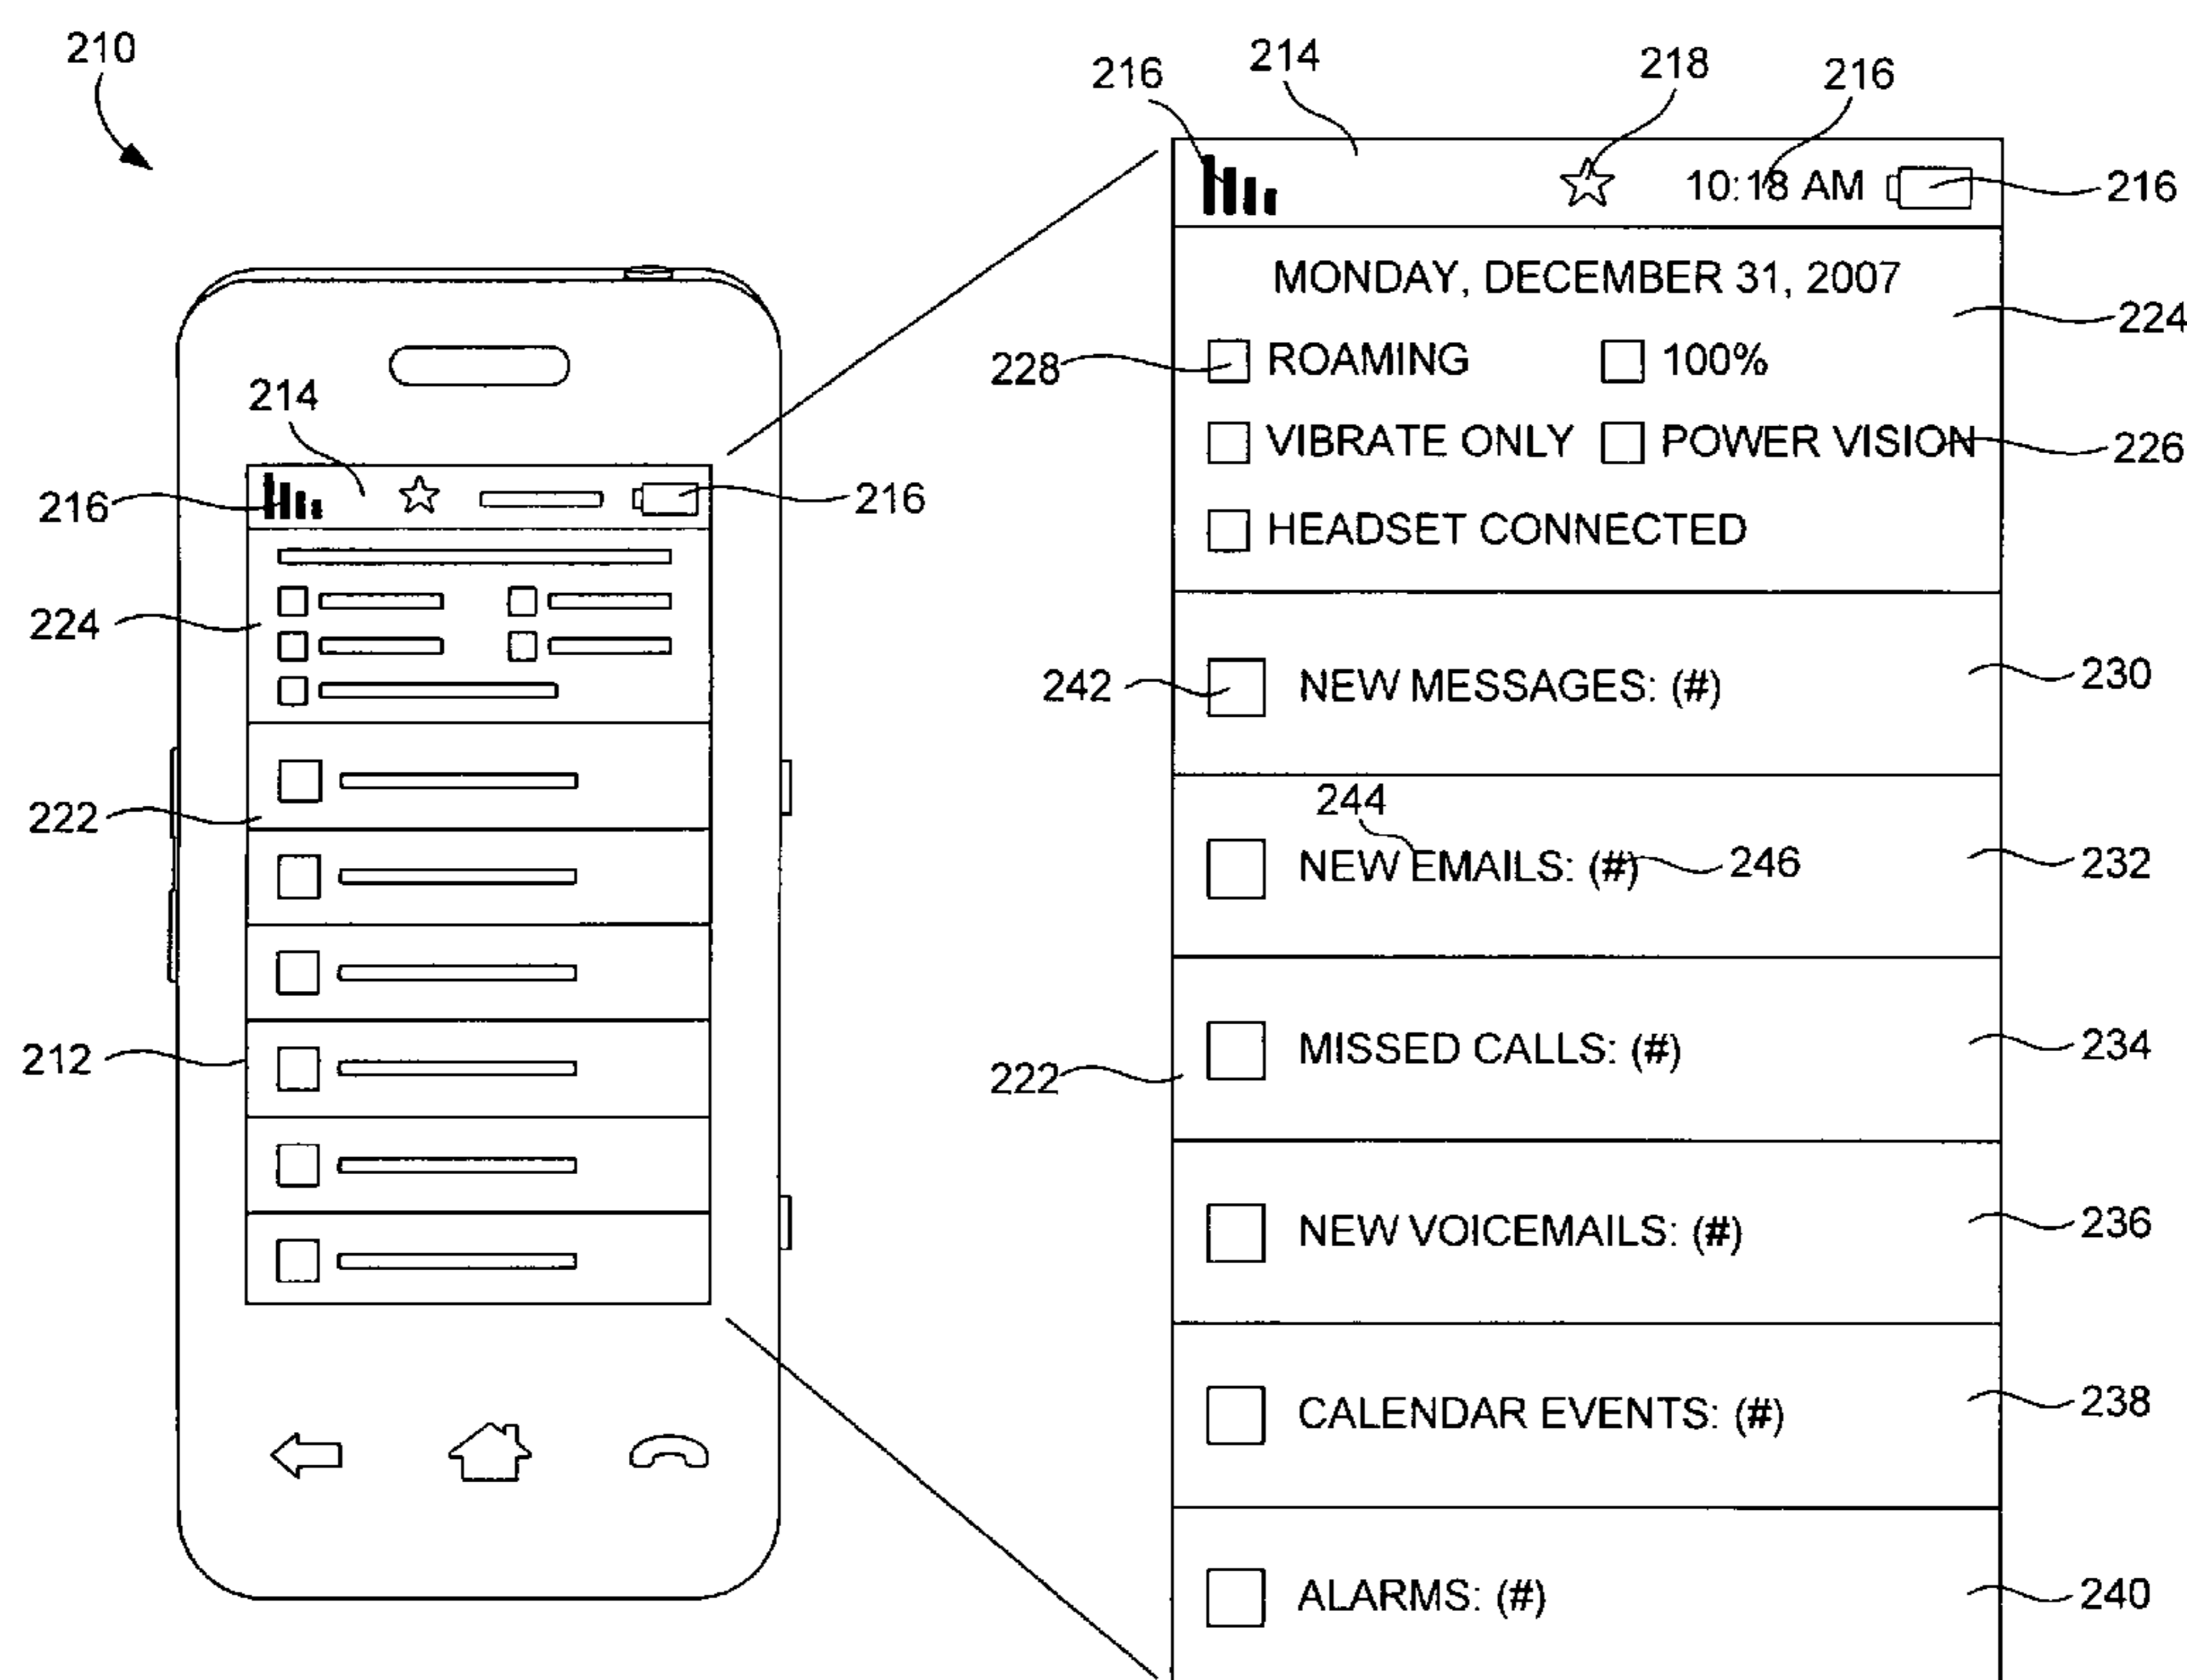 210
214
216
216
224
222
212
216 214 218 216
10:18 AM 216
MONDAY, DECEMBER 31, 2007
224
228 ROAMING 100%
VIBRATE ONLY POWER VISION 226
HEADSET CONNECTED
242 NEW MESSAGES: (#) 230
244
NEW EMAILS: (#) 246 232
MISSED CALLS: (#) 234
222
NEW VOICEMAILS: (#) 236
CALENDAR EVENTS: (#) 238
ALARMS: (#) 240